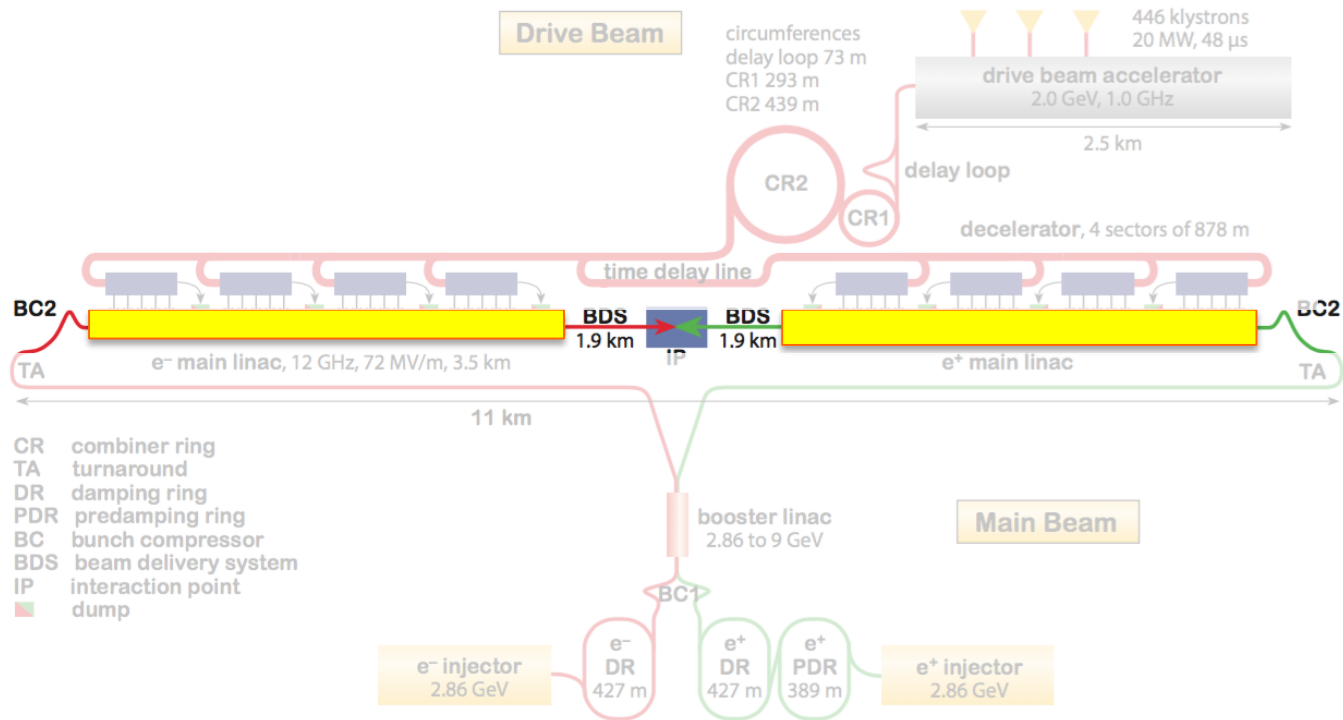 Drive Beam
circumferences
delay loop 73 m
CR1 293 m
CR2 439 m
446 klystrons
20 MW, 48 µs
drive beam accelerator
2.0 GeV, 1.0 GHz
2.5 km
delay loop
CR2
CR1
decelerator, 4 sectors of 878 m
time delay line
BC2
BDS
1.9 km
BDS
1.9 km
BC2
IP
TA
e⁻ main linac, 12 GHz, 72 MV/m, 3.5 km
e⁺ main linac
TA
11 km
CR combiner ring
TA turnaround
DR damping ring
PDR predamping ring
BC bunch compressor
BDS beam delivery system
IP interaction point
dump
booster linac
2.86 to 9 GeV
Main Beam
BC1
e⁻ injector
2.86 GeV
e⁻
DR
427 m
e⁺
DR
427 m
e⁺
PDR
389 m
e⁺ injector
2.86 GeV